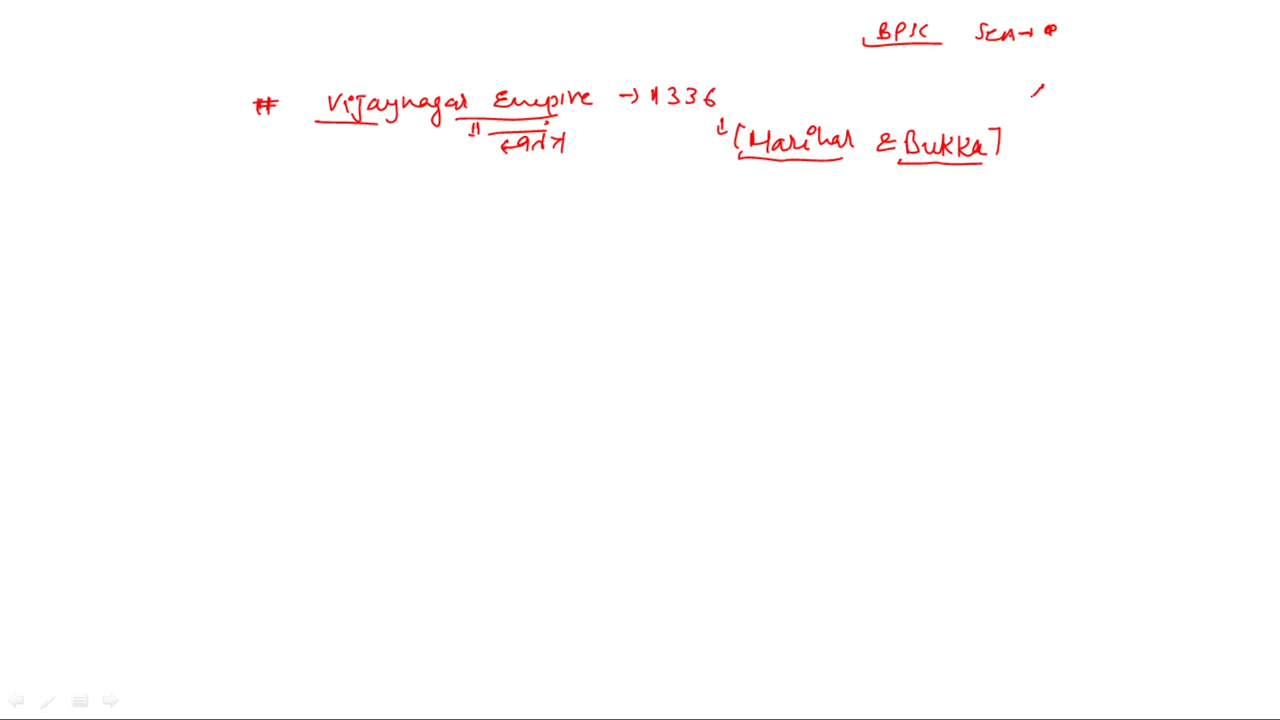 BPSC
# Vijaynagar Empire → 1336
[Harihar & Bukka]